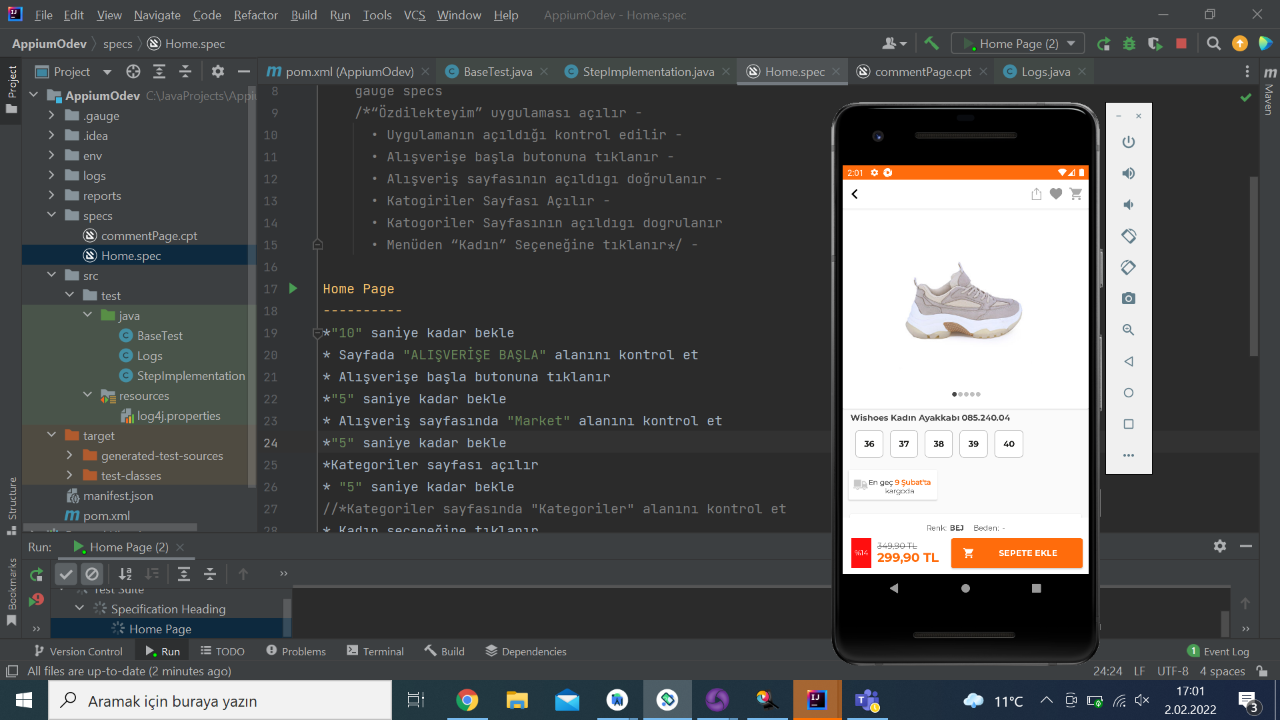 File Edit View Navigate Code Refactor Build Run Tools VCS Window Help AppiumOdev - Home.spec
AppiumOdev specs Home.spec Home Page (2)
Project
pom.xml (AppiumOdev) BaseTest.java StepImplementation.java Home.spec commentPage.cpt Logs.java
Project
Maven
AppiumOdev C:\JavaProjects\Appi
.gauge
.idea
env
logs
reports
specs
commentPage.cpt
Home.spec
src
test
java
BaseTest
Logs
StepImplementation
resources
log4j.properties
target
generated-test-sources
test-classes
manifest.json
pom.xml
8 gauge specs
9 /*“Özdilekteyim” uygulaması açılır -
10 • Uygulamanın açıldığı kontrol edilir -
11 • Alışverişe başla butonuna tıklanır -
12 • Alışveriş sayfasının açıldıgı doğrulanır -
13 • Katogiriler Sayfası Açılır -
14 • Katogoriler Sayfasının açıldıgı dogrulanır
15 • Menüden “Kadın” Seçeneğine tıklanır*/ -
16
17 Home Page
18 ----------
19 *"10" saniye kadar bekle
20 * Sayfada "ALIŞVERİŞE BAŞLA" alanını kontrol et
21 * Alışverişe başla butonuna tıklanır
22 *"5" saniye kadar bekle
23 * Alışveriş sayfasında "Market" alanını kontrol et
24 *"5" saniye kadar bekle
25 *Kategoriler sayfası açılır
26 * "5" saniye kadar bekle
27 //*Kategoriler sayfasında "Kategoriler" alanını kontrol et
28 * Kadın seçeneğine tıklanır
2:01
Wishoes Kadın Ayakkabı 085.240.04
36 37 38 39 40
En geç 9 Şubat'ta
kargoda
Renk: BEJ Beden: -
%14 349,90 TL
299,90 TL
SEPETE EKLE
Structure
Bookmarks
Run: Home Page (2)
Test Suite
Specification Heading
Home Page
Version Control Run TODO Problems Terminal Build Dependencies 1 Event Log
All files are up-to-date (2 minutes ago) 24:24 LF UTF-8 4 spaces
Aramak için buraya yazın
11°C
17:01
2.02.2022
3